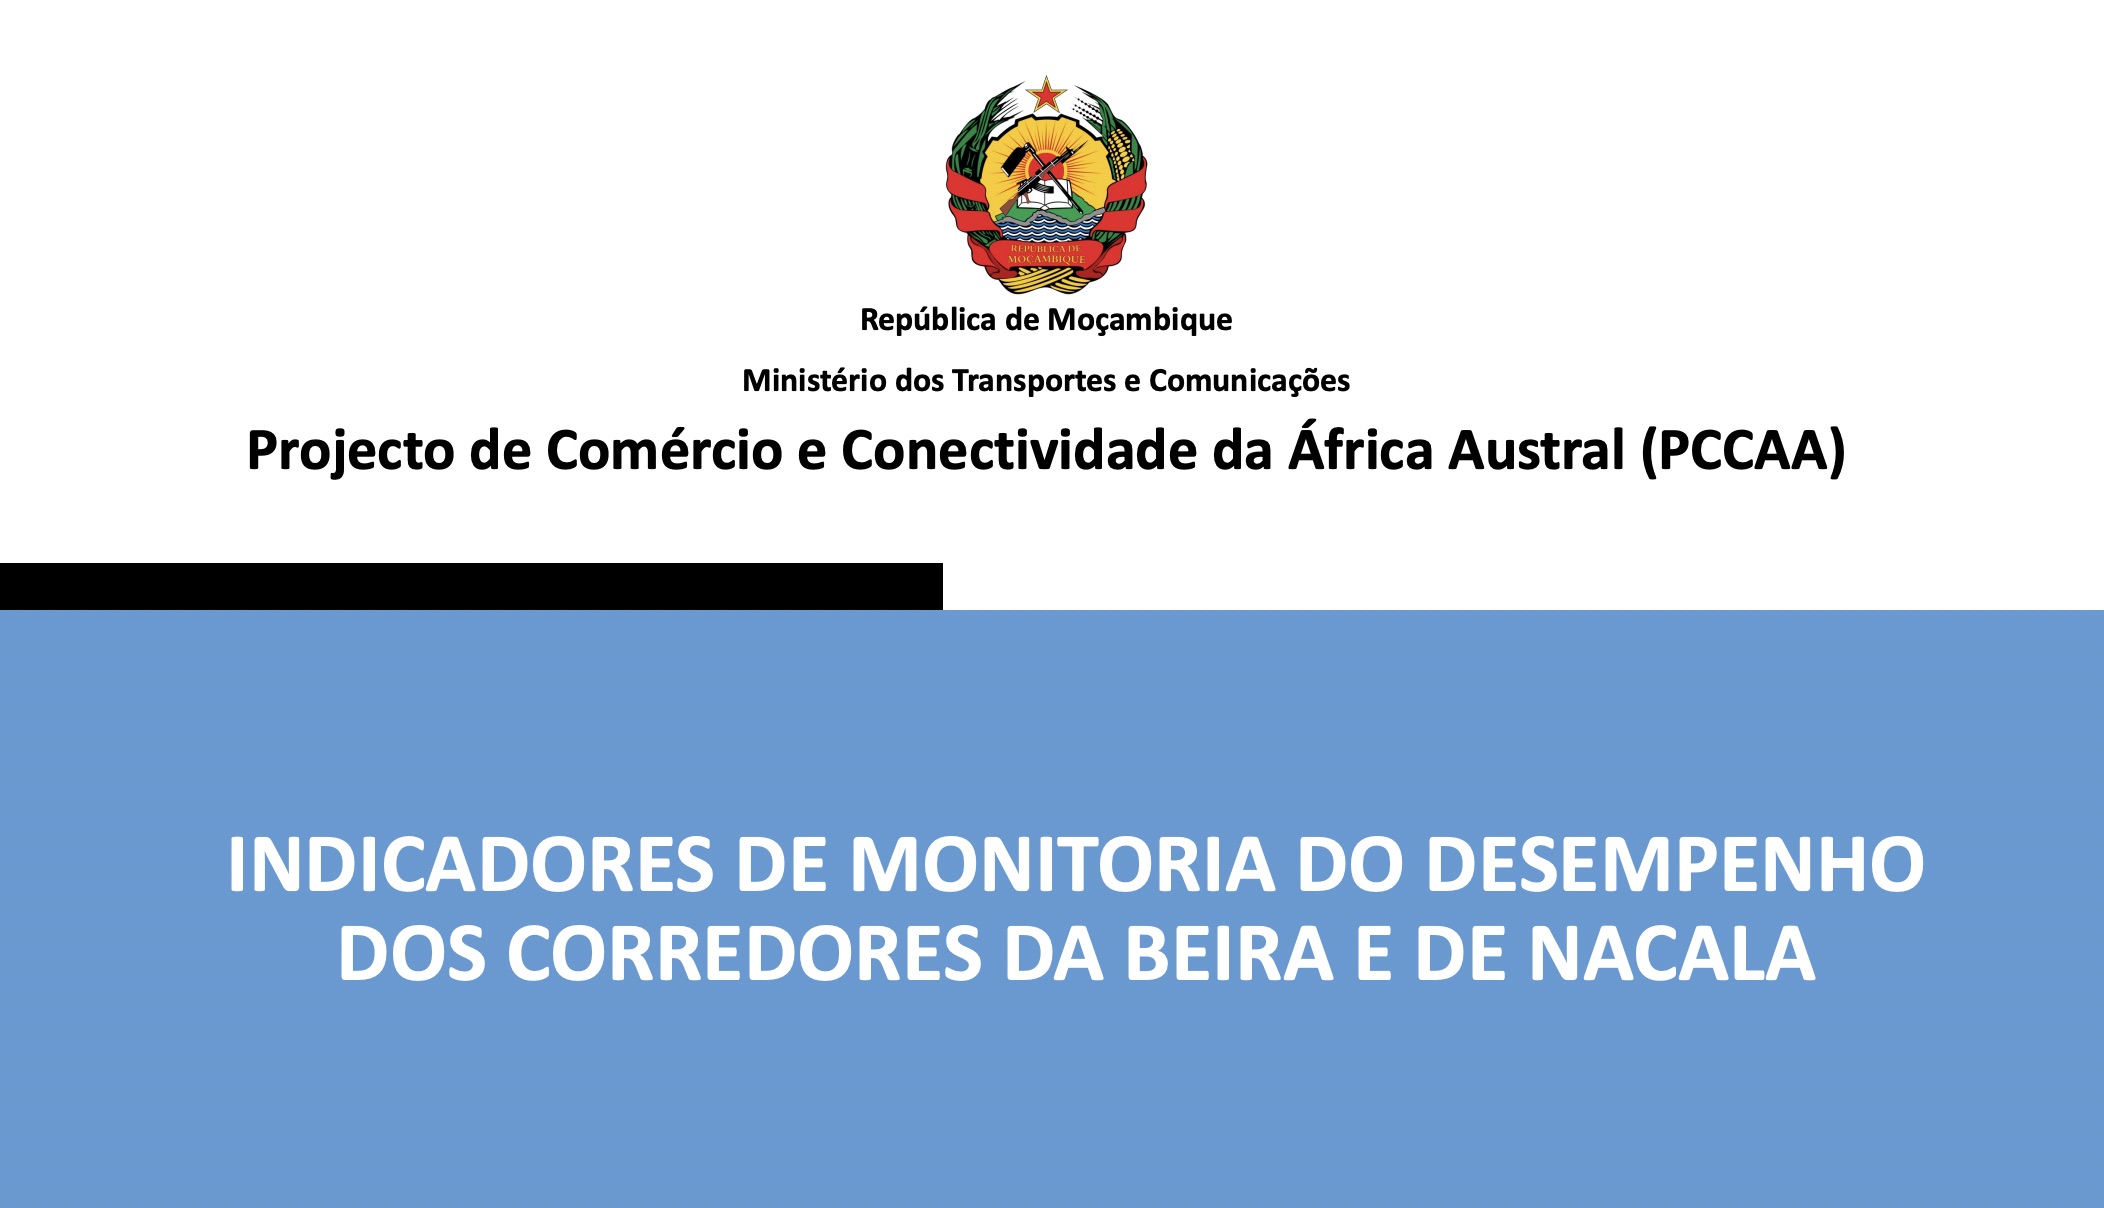 REPÚBLICA DE
MOÇAMBIQUE
República de Moçambique
Ministério dos Transportes e Comunicações
Projecto de Comércio e Conectividade da África Austral (PCCAA)
INDICADORES DE MONITORIA DO DESEMPENHO
DOS CORREDORES DA BEIRA E DE NACALA